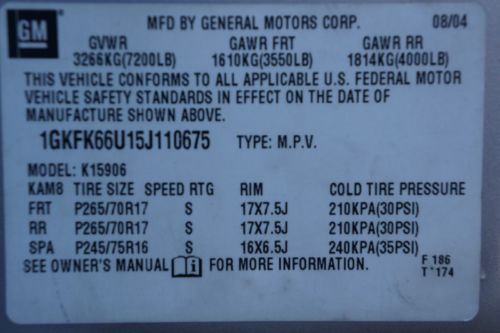 GM MFD BY GENERAL MOTORS CORP. 08/04
GVWR GAWR FRT GAWR RR
3266KG(7200LB) 1610KG(3550LB) 1814KG(4000LB)
THIS VEHICLE CONFORMS TO ALL APPLICABLE U.S. FEDERAL MOTOR
VEHICLE SAFETY STANDARDS IN EFFECT ON THE DATE OF
MANUFACTURE SHOWN ABOVE.
1GKFK66U15J110675 TYPE: M.P.V.
MODEL: K15906
KAM8 TIRE SIZE SPEED RTG RIM COLD TIRE PRESSURE
FRT P265/70R17 S 17X7.5J 210KPA(30PSI)
RR P265/70R17 S 17X7.5J 210KPA(30PSI)
SPA P245/75R16 S 16X6.5J 240KPA(35PSI)
SEE OWNER'S MANUAL i FOR MORE INFORMATION. F 186
T 174